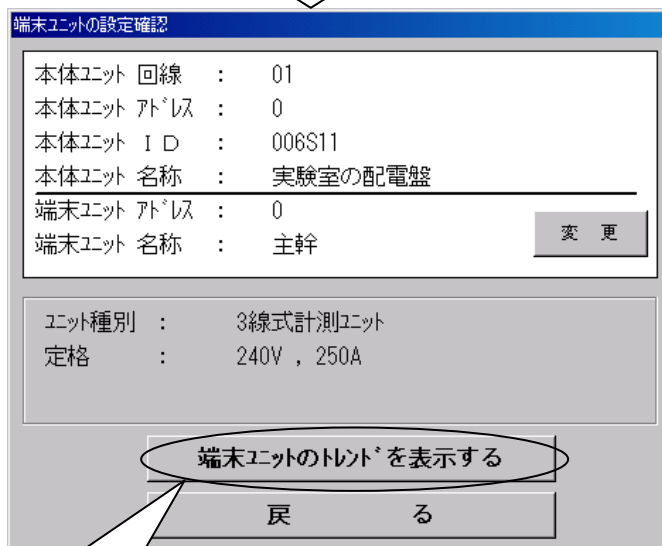 端末ﾕﾆｯﾄの設定確認
本体ﾕﾆｯﾄ 回線 : 01
本体ﾕﾆｯﾄ ｱﾄﾞﾚｽ : 0
本体ﾕﾆｯﾄ ＩＤ : 006S11
本体ﾕﾆｯﾄ 名称 : 実験室の配電盤
端末ﾕﾆｯﾄ ｱﾄﾞﾚｽ : 0
端末ﾕﾆｯﾄ 名称 : 主幹
変 更
ﾕﾆｯﾄ種別 : 3線式計測ﾕﾆｯﾄ
定格 : 240V , 250A
端末ﾕﾆｯﾄのﾄﾚﾝﾄﾞを表示する
戻 る